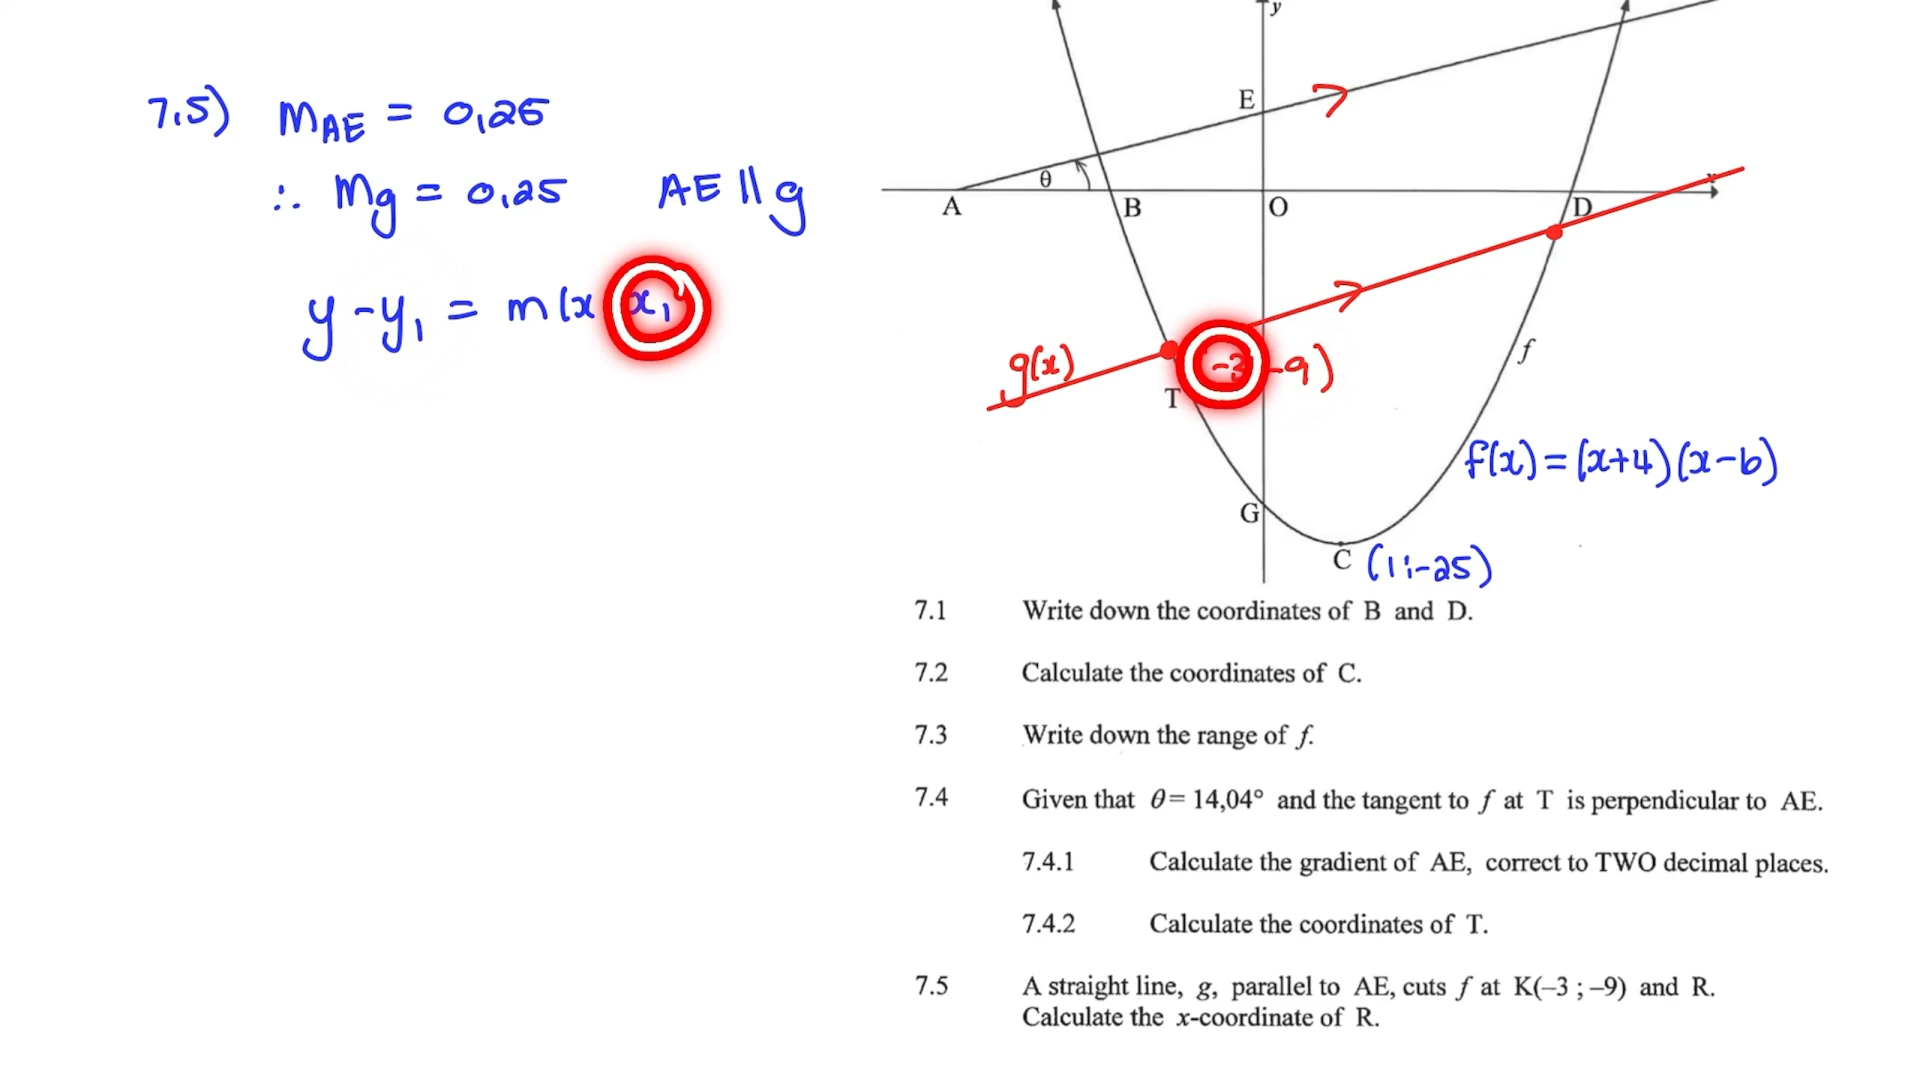 7.5) mAE = 0,25
∴ mg = 0,25 AE || g
y - y₁ = m(x x₁
y
E
θ
x
A
B
O
D
g(x)
-3 -9)
T
f
f(x) = (x+4)(x-6)
G
C (1;-25)
7.1 Write down the coordinates of B and D.
7.2 Calculate the coordinates of C.
7.3 Write down the range of f.
7.4 Given that θ= 14,04° and the tangent to f at T is perpendicular to AE.
7.4.1 Calculate the gradient of AE, correct to TWO decimal places.
7.4.2 Calculate the coordinates of T.
7.5 A straight line, g, parallel to AE, cuts f at K(–3 ; –9) and R.
Calculate the x-coordinate of R.